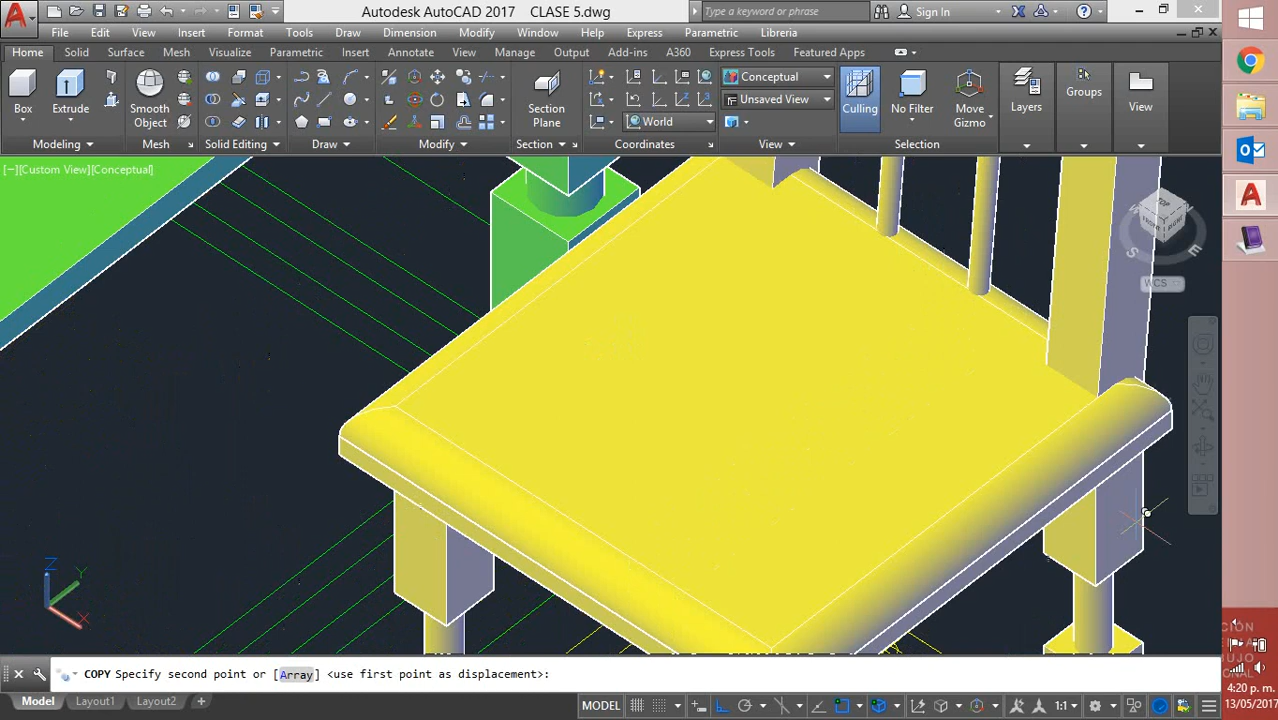 Autodesk AutoCAD 2017 CLASE 5.dwg
Type a keyword or phrase
Sign In
File Edit View Insert Format Tools Draw Dimension Modify Window Help Express Parametric Libreria
Home Solid Surface Mesh Visualize Parametric Insert Annotate View Manage Output Add-ins A360 Express Tools Featured Apps
Box
Extrude
Smooth
Object
Section
Plane
Conceptual
Unsaved View
World
Culling
No Filter
Move
Gizmo
Layers
Groups
View
Modeling
Mesh
Solid Editing
Draw
Modify
Section
Coordinates
View
Selection
[−][Custom View][Conceptual]
TOP
S
E
WCS
Z
Y
X
COPY Specify second point or [Array] <use first point as displacement>:
Model Layout1 Layout2 +
MODEL
1:1
4:20 p. m.
13/05/2017